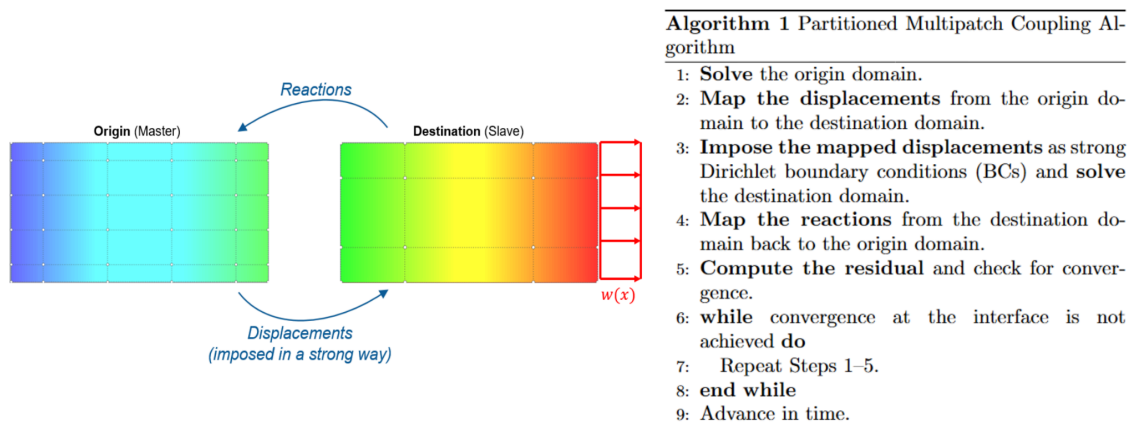 Reactions
Origin (Master)
Destination (Slave)
w(x)
Displacements
(imposed in a strong way)
Algorithm 1 Partitioned Multipatch Coupling Al-
gorithm
1: Solve the origin domain.
2: Map the displacements from the origin do-
main to the destination domain.
3: Impose the mapped displacements as strong
Dirichlet boundary conditions (BCs) and solve
the destination domain.
4: Map the reactions from the destination do-
main back to the origin domain.
5: Compute the residual and check for conver-
gence.
6: while convergence at the interface is not
achieved do
7: Repeat Steps 1–5.
8: end while
9: Advance in time.